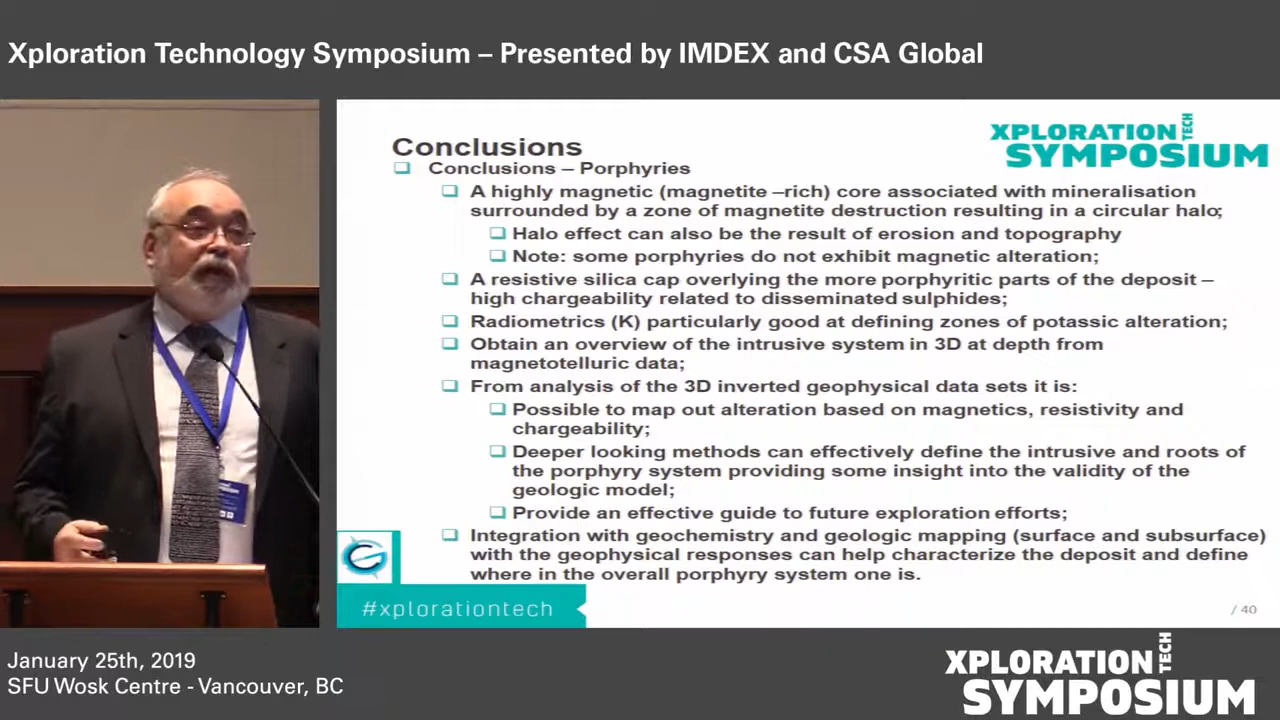 Xploration Technology Symposium – Presented by IMDEX and CSA Global
XPLORATION TECH
SYMPOSIUM
Conclusions
Conclusions – Porphyries
A highly magnetic (magnetite –rich) core associated with mineralisation
surrounded by a zone of magnetite destruction resulting in a circular halo;
Halo effect can also be the result of erosion and topography
Note: some porphyries do not exhibit magnetic alteration;
A resistive silica cap overlying the more porphyritic parts of the deposit –
high chargeability related to disseminated sulphides;
Radiometrics (K) particularly good at defining zones of potassic alteration;
Obtain an overview of the intrusive system in 3D at depth from
magnetotelluric data;
From analysis of the 3D inverted geophysical data sets it is:
Possible to map out alteration based on magnetics, resistivity and
chargeability;
Deeper looking methods can effectively define the intrusive and roots of
the porphyry system providing some insight into the validity of the
geologic model;
Provide an effective guide to future exploration efforts;
Integration with geochemistry and geologic mapping (surface and subsurface)
with the geophysical responses can help characterize the deposit and define
where in the overall porphyry system one is.
#xplorationtech
/ 40
January 25th, 2019
SFU Wosk Centre - Vancouver, BC
XPLORATION TECH
SYMPOSIUM